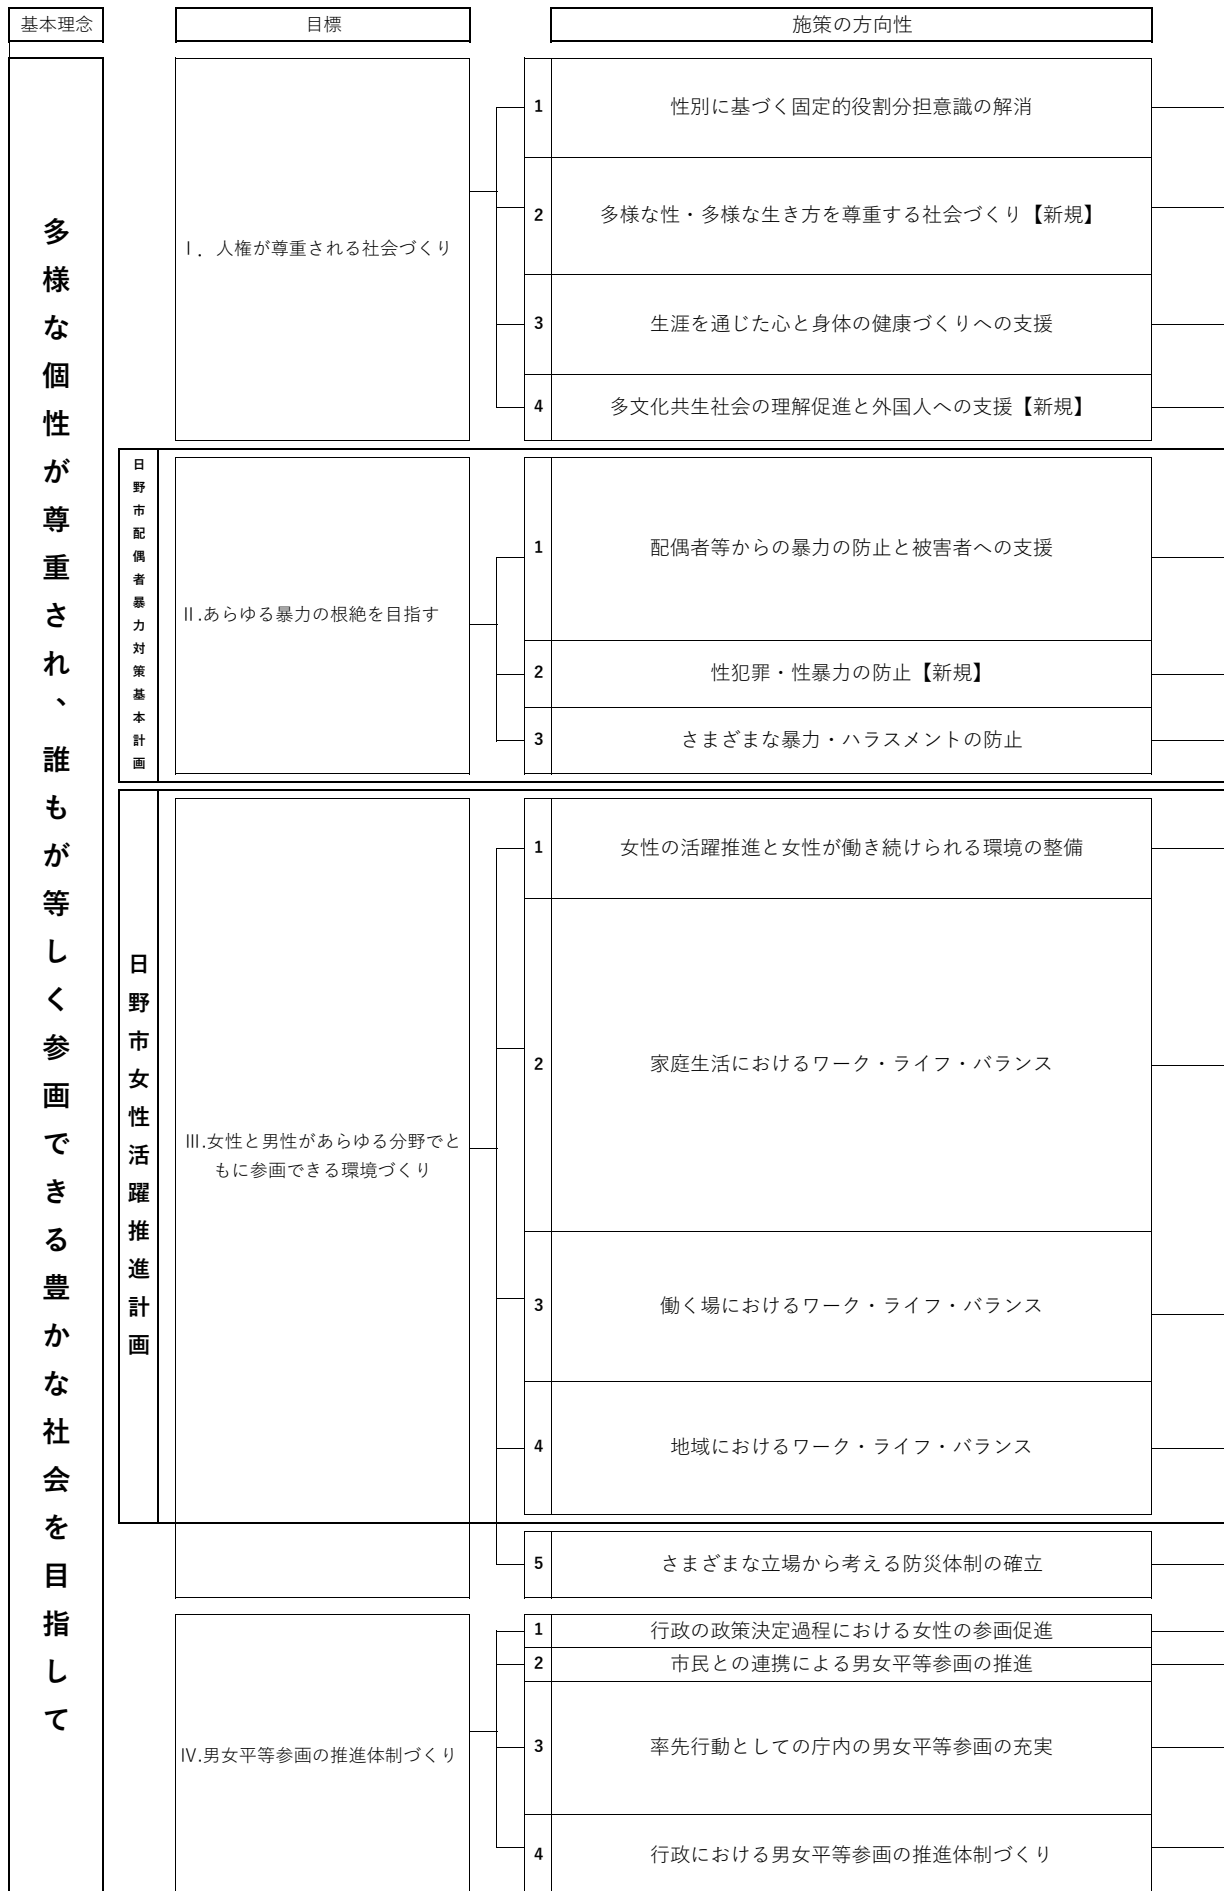 基本理念
目標
施策の方向性
多様な個性が尊重され、誰もが等しく参画できる豊かな社会を目指して
Ⅰ．人権が尊重される社会づくり
1 性別に基づく固定的役割分担意識の解消
2 多様な性・多様な生き方を尊重する社会づくり【新規】
3 生涯を通じた心と身体の健康づくりへの支援
4 多文化共生社会の理解促進と外国人への支援【新規】
日野市配偶者暴力対策基本計画
Ⅱ.あらゆる暴力の根絶を目指す
1 配偶者等からの暴力の防止と被害者への支援
2 性犯罪・性暴力の防止【新規】
3 さまざまな暴力・ハラスメントの防止
日野市女性活躍推進計画
Ⅲ.女性と男性があらゆる分野でと
もに参画できる環境づくり
1 女性の活躍推進と女性が働き続けられる環境の整備
2 家庭生活におけるワーク・ライフ・バランス
3 働く場におけるワーク・ライフ・バランス
4 地域におけるワーク・ライフ・バランス
5 さまざまな立場から考える防災体制の確立
Ⅳ.男女平等参画の推進体制づくり
1 行政の政策決定過程における女性の参画促進
2 市民との連携による男女平等参画の推進
3 率先行動としての庁内の男女平等参画の充実
4 行政における男女平等参画の推進体制づくり